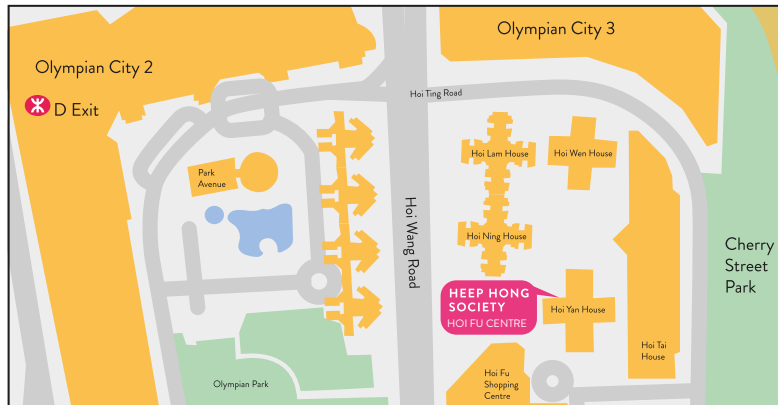 Olympian City 3
Olympian City 2
D Exit
Hoi Ting Road
Hoi Lam House
Hoi Wen House
Park
Avenue
Hoi Wang Road
Hoi Ning House
Cherry
Street
Park
HEEP HONG
SOCIETY
HOI FU CENTRE
Hoi Yan House
Hoi Tai
House
Olympian Park
Hoi Fu
Shopping
Centre